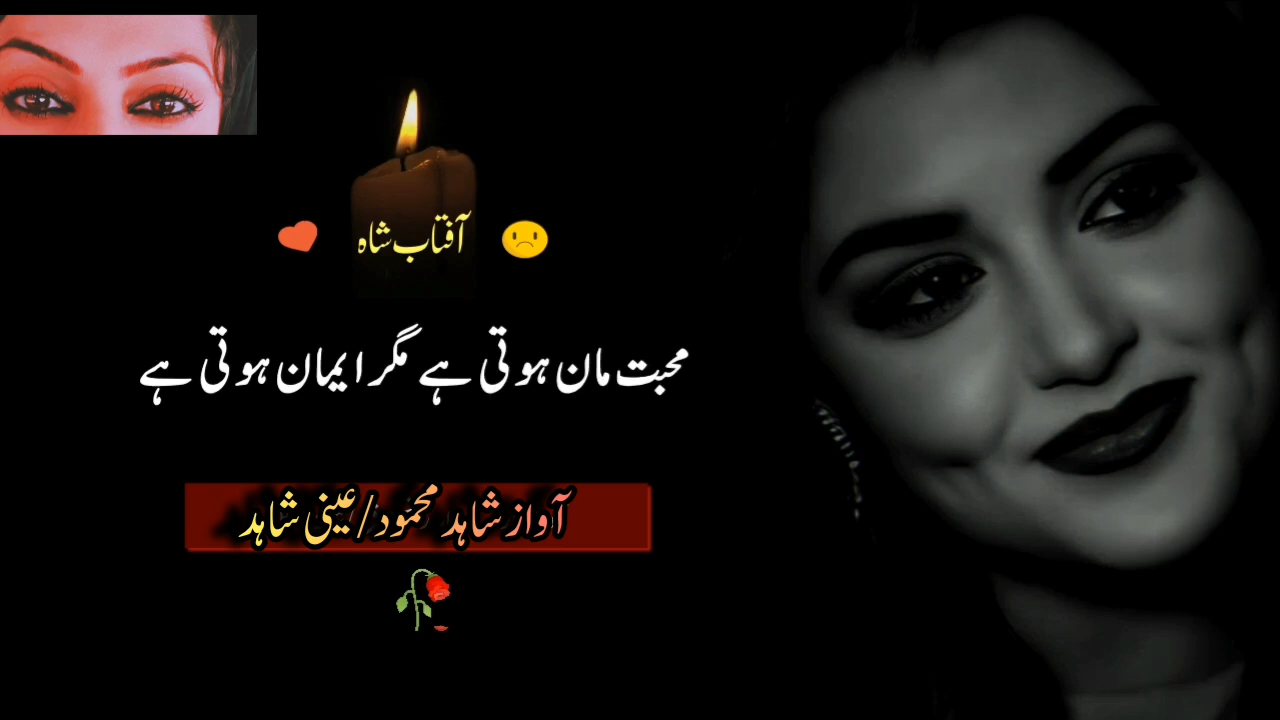 آفتاب شاہ
محبت مان ہوتی ہے مگر ایمان ہوتی ہے
آواز شاہد محمود/عینی شاہد